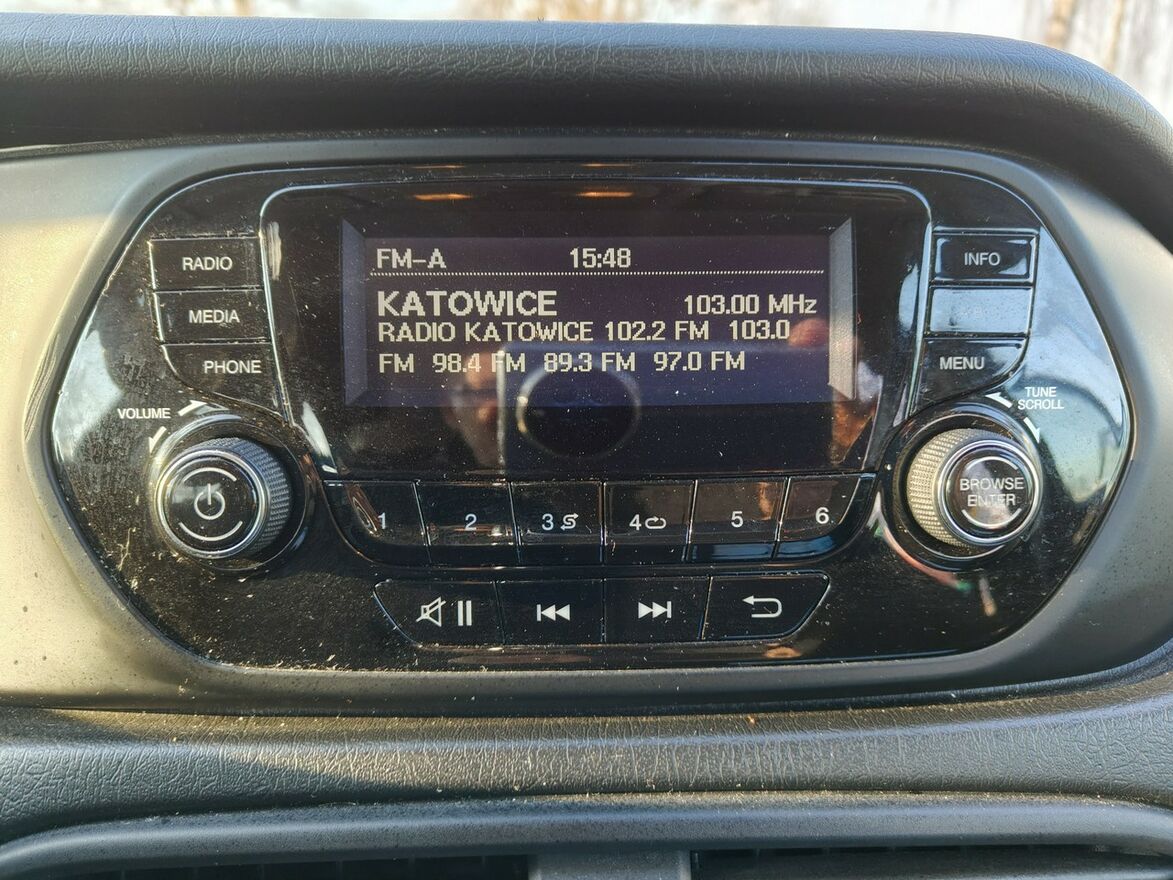 FM-A 15:48
KATOWICE 103.00 MHz
RADIO KATOWICE 102.2 FM 103.0
FM 98.4 FM 89.3 FM 97.0 FM
RADIO
MEDIA
PHONE
VOLUME
INFO
MENU
TUNE
SCROLL
BROWSE
ENTER
1 2 3 4 5 6